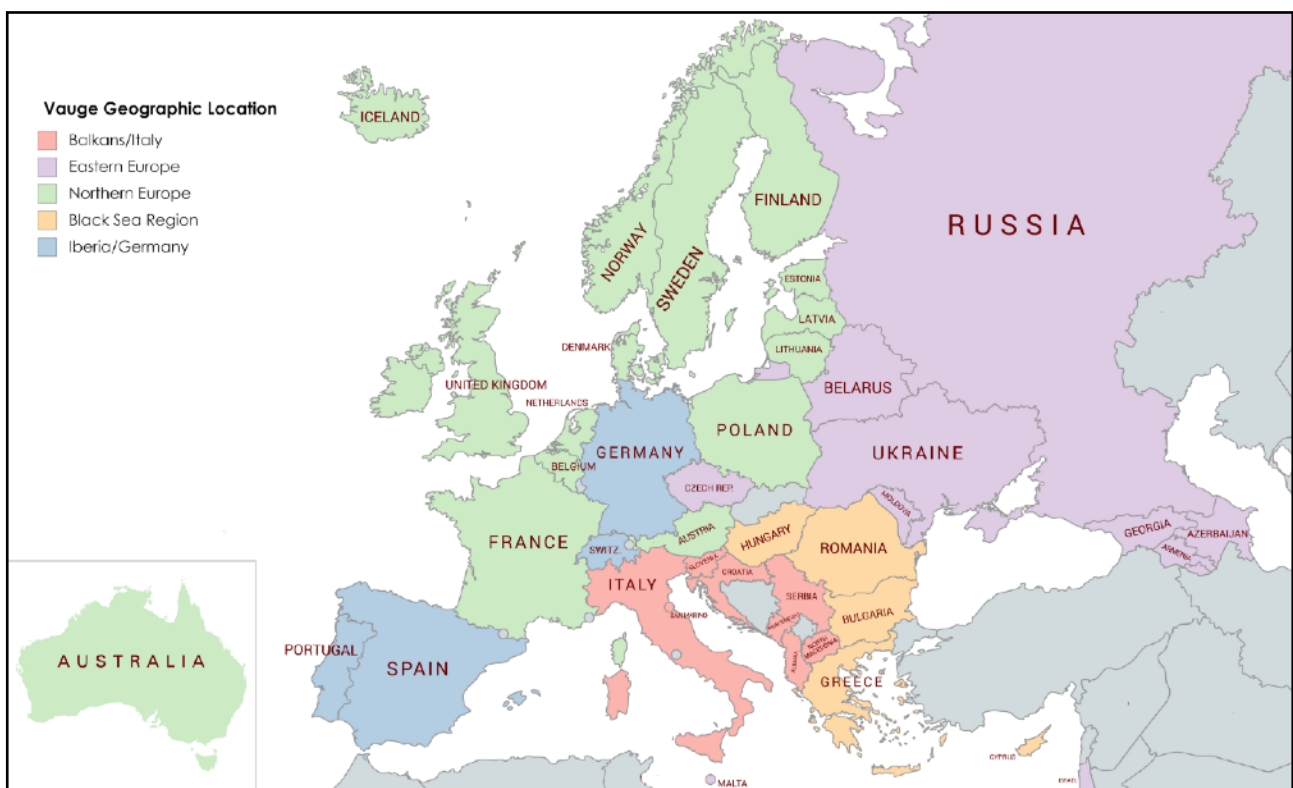 Vauge Geographic Location
Balkans/Italy
Eastern Europe
Northern Europe
Black Sea Region
Iberia/Germany
ICELAND
NORWAY
SWEDEN
FINLAND
RUSSIA
ESTONIA
LATVIA
LITHUANIA
DENMARK
UNITED KINGDOM
NETHERLANDS
BELARUS
POLAND
GERMANY
UKRAINE
BELGIUM
CZECH REP.
MOLDOVA
FRANCE
SWITZ.
AUSTRIA
HUNGARY
ROMANIA
GEORGIA
AZERBAIJAN
ARMENIA
SLOVENIA
CROATIA
ITALY
SERBIA
SAN MARINO
MONTENEGRO
BULGARIA
NORTH
MACEDONIA
ALBANIA
PORTUGAL
SPAIN
GREECE
AUSTRALIA
CYPRUS
MALTA
ISRAEL